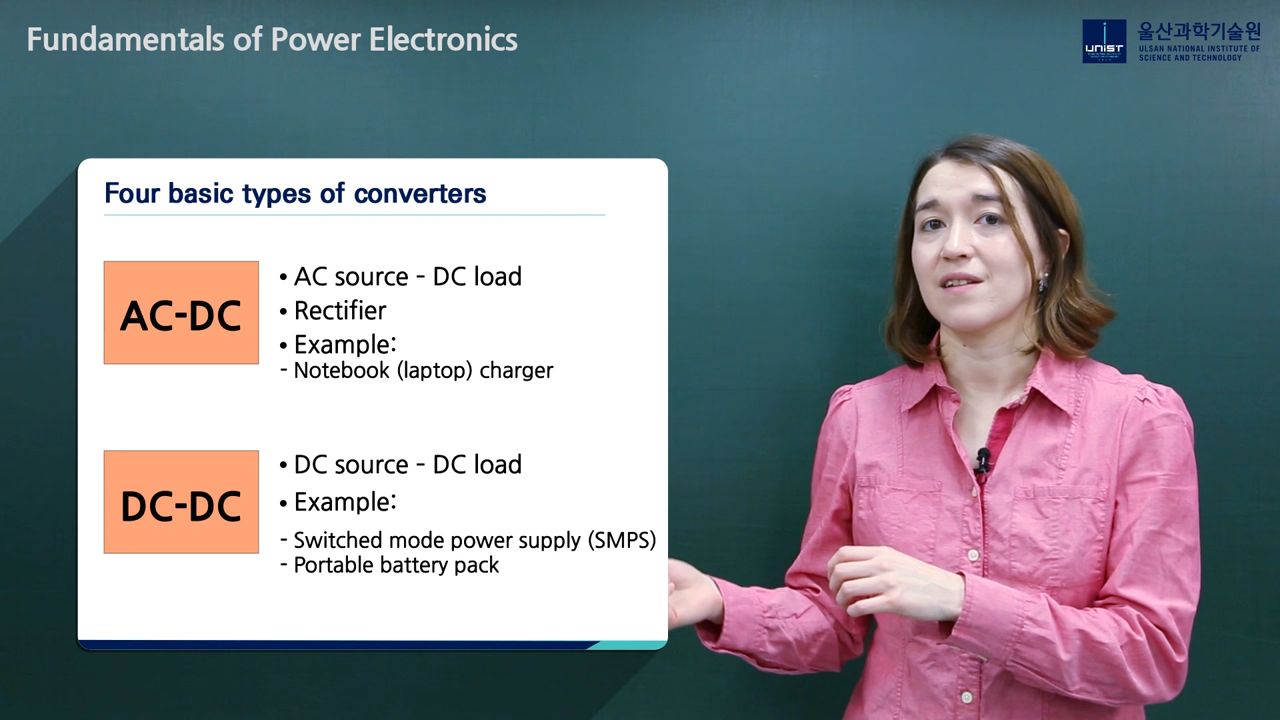 Fundamentals of Power Electronics
UNIST
울산과학기술원
ULSAN NATIONAL INSTITUTE OF
SCIENCE AND TECHNOLOGY
Four basic types of converters
AC-DC
• AC source - DC load
• Rectifier
• Example:
- Notebook (laptop) charger
DC-DC
• DC source - DC load
• Example:
- Switched mode power supply (SMPS)
- Portable battery pack